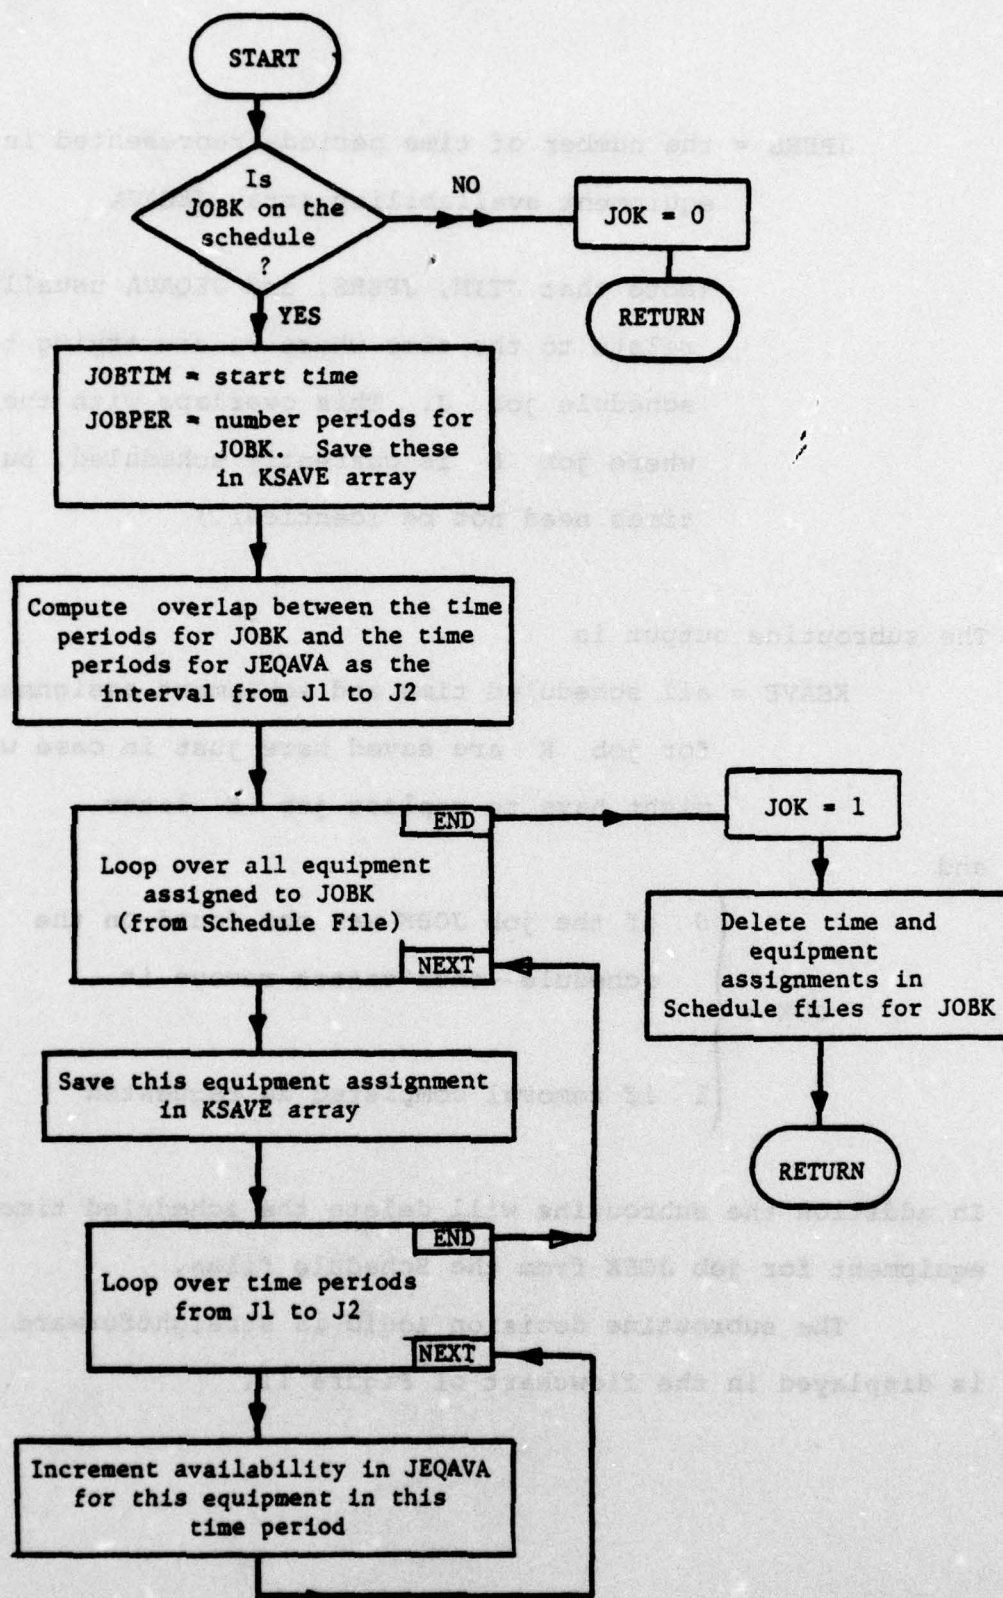 START
Is
JOBK on the
schedule
?
NO
JOK = 0
RETURN
YES
JOBTIM = start time
JOBPER = number periods for
JOBK. Save these
in KSAVE array
Compute overlap between the time
periods for JOBK and the time
periods for JEQAVA as the
interval from J1 to J2
END
Loop over all equipment
assigned to JOBK
(from Schedule File)
NEXT
JOK = 1
Delete time and
equipment
assignments in
Schedule files for JOBK
RETURN
Save this equipment assignment
in KSAVE array
END
Loop over time periods
from J1 to J2
NEXT
Increment availability in JEQAVA
for this equipment in this
time period